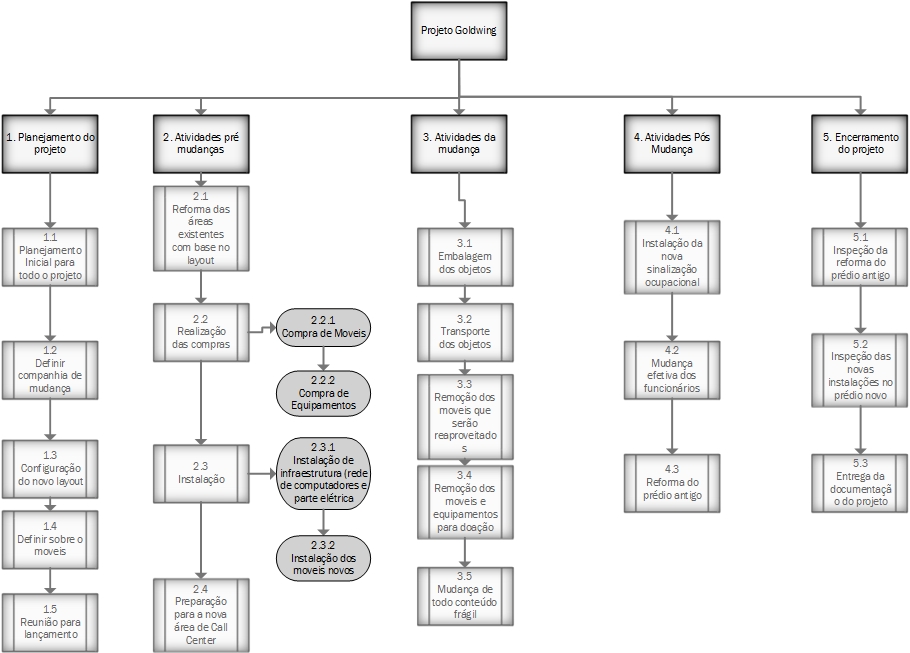 Projeto Goldwing
1. Planejamento do
projeto
1.1
Planejamento
Inicial para
todo o projeto
1.2
Definir
companhia de
mudança
1.3
Configuração
do novo layout
1.4
Definir sobre o
moveis
1.5
Reunião para
lançamento
2. Atividades pré
mudanças
2.1
Reforma das
áreas
existentes
com base no
layout
2.2
Realização
das compras
2.2.1
Compra de Moveis
2.2.2
Compra de
Equipamentos
2.3
Instalação
2.3.1
Instalação de
infraestrutura (rede
de computadores e
parte elétrica
2.3.2
Instalação dos
moveis novos
2.4
Preparação
para a nova
área de Call
Center
3. Atividades da
mudança
3.1
Embalagem
dos objetos
3.2
Transporte
dos objetos
3.3
Remoção dos
moveis que
serão
reaproveitado
s
3.4
Remoção dos
moveis e
equipamentos
para doação
3.5
Mudança de
todo conteúdo
frágil
4. Atividades Pós
Mudança
4.1
Instalação da
nova
sinalização
ocupacional
4.2
Mudança
efetiva dos
funcionários
4.3
Reforma do
prédio antigo
5. Encerramento
do projeto
5.1
Inspeção da
reforma do
prédio antigo
5.2
Inspeção das
novas
instalações no
prédio novo
5.3
Entrega da
documentaçã
o do projeto